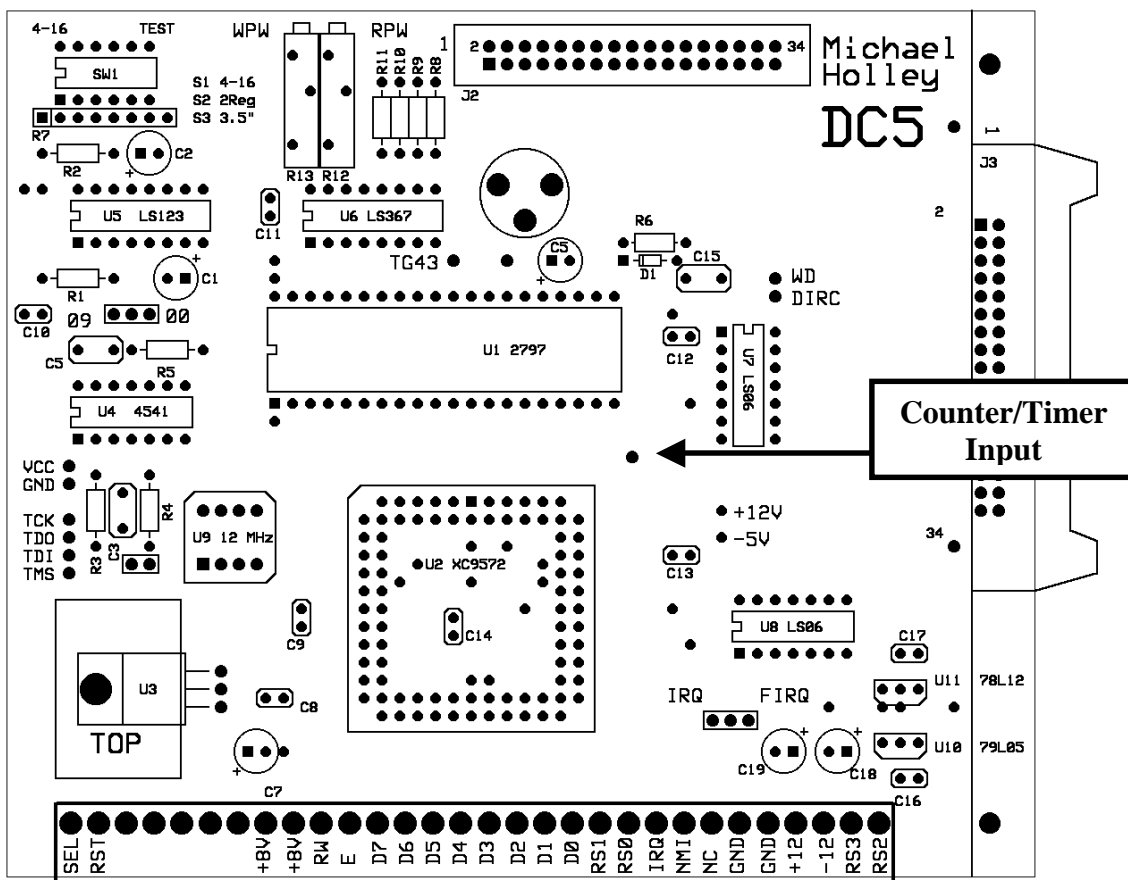 4-16 TEST
SW1
S1 4-16
S2 2Reg
S3 3.5"
R7
R2
C2
WPW RPW
R11
R10
R9
R8
R13 R12
1
2
34
J2
Michael
Holley
DC5
1
J3
2
34
U5 LS123
C11
U6 LS367
TG43
C5
R6
D1
C15
WD
DIRC
R1
C1
C10
09
00
C5
R5
U1 2797
C12
U7 LS06
U4 4541
Counter/Timer
Input
VCC
GND
TCK
TDO
TDI
TMS
R3
C3
R4
U9 12 MHz
U2 XC9572
C14
+12V
-5V
C13
U8 LS06
C9
C8
U3
TOP
C7
IRQ
FIRQ
C17
U11
78L12
U10
79L05
C19
C18
C16
SEL
RST
+8V
+8V
RW
E
D7
D6
D5
D4
D3
D2
D1
D0
RS1
RS0
IRQ
NMI
NC
GND
GND
+12
-12
RS3
RS2